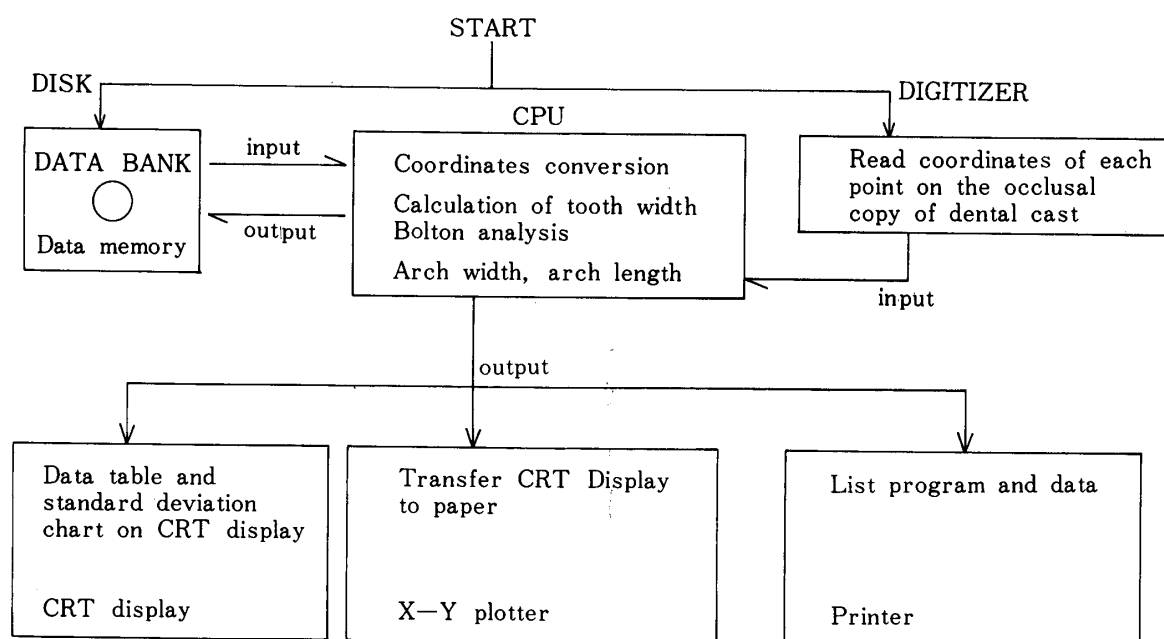 START
DISK
DIGITIZER
CPU
DATA BANK
Data memory
input
output
Coordinates conversion
Calculation of tooth width
Bolton analysis
Arch width, arch length
Read coordinates of each
point on the occlusal
copy of dental cast
input
output
Data table and
standard deviation
chart on CRT display
CRT display
Transfer CRT Display
to paper
X—Y plotter
List program and data
Printer